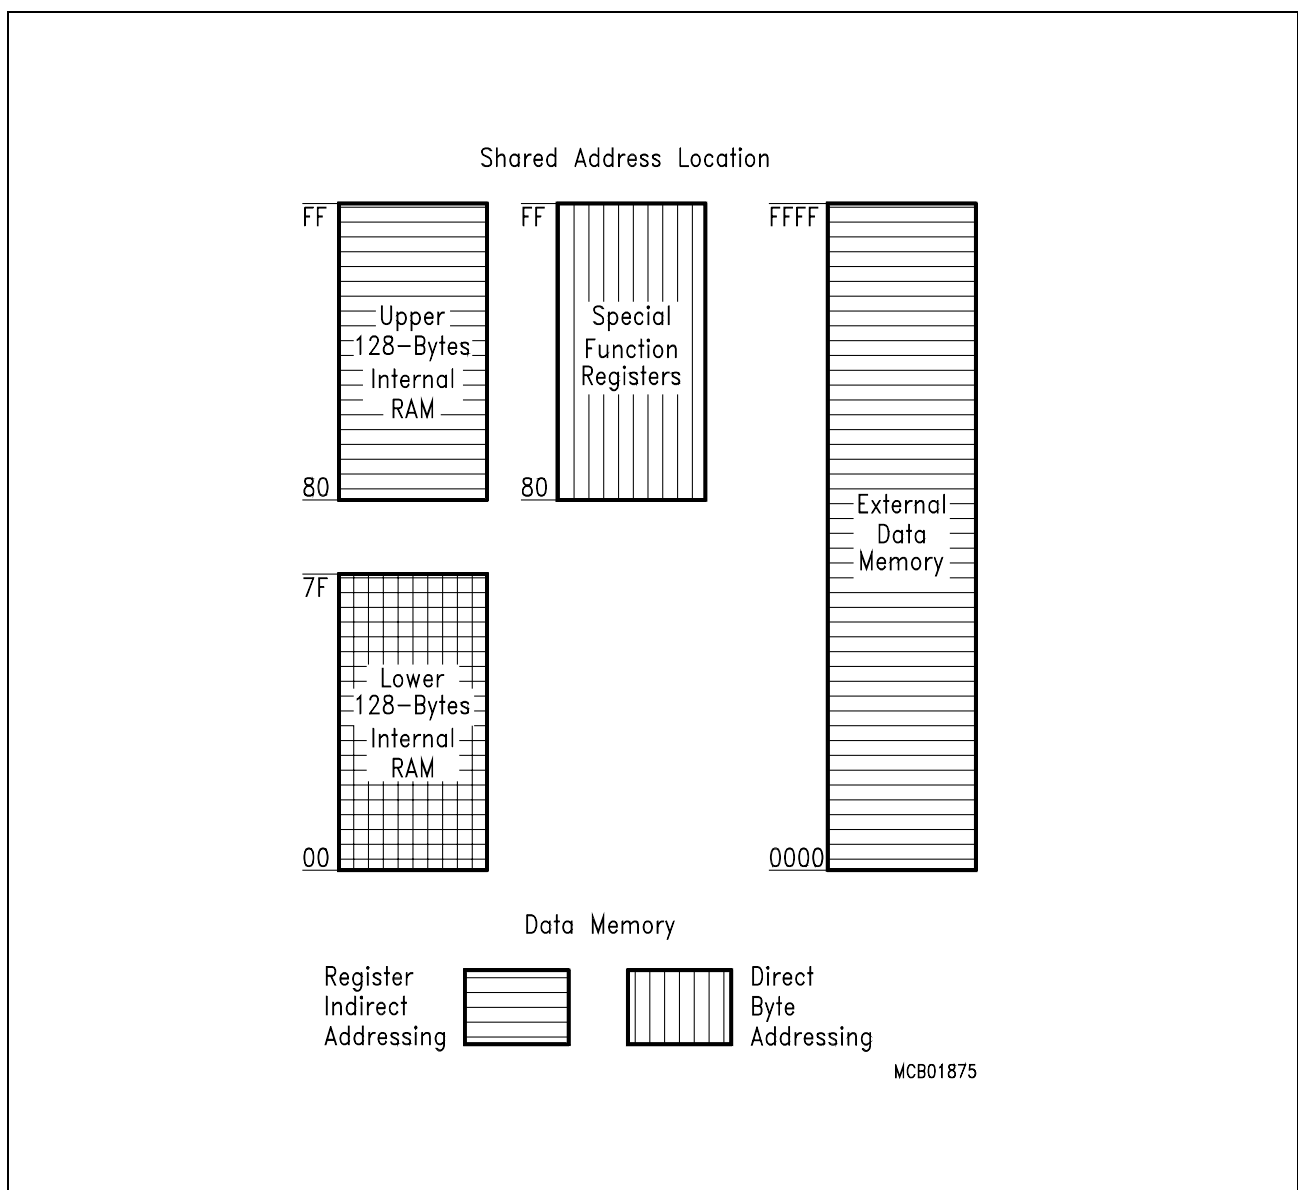 Shared Address Location
FF
FF
FFFF
Upper
128-Bytes
Internal
RAM
Special
Function
Registers
80
80
External
Data
Memory
7F
Lower
128-Bytes
Internal
RAM
00
0000
Data Memory
Register
Indirect
Addressing
Direct
Byte
Addressing
MCB01875